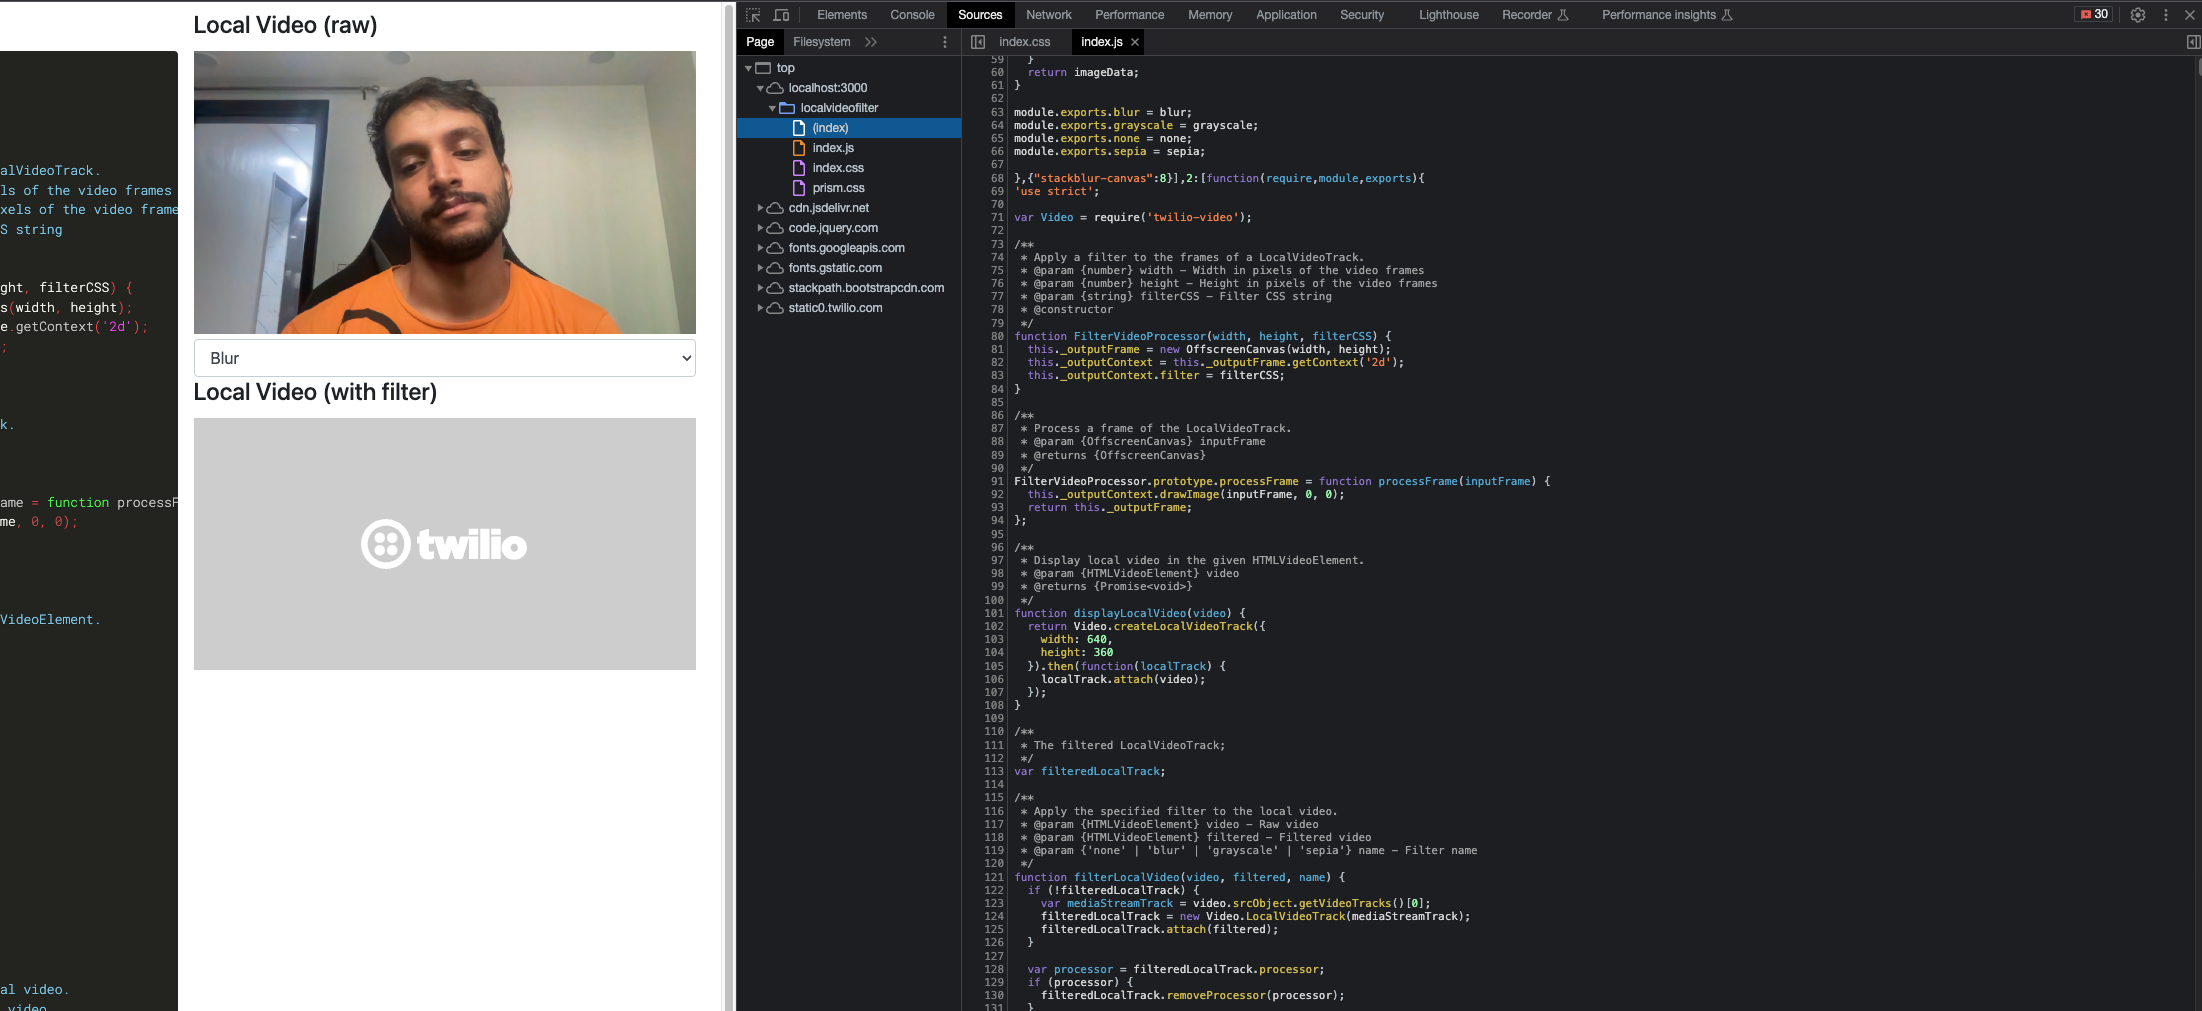 Local Video (raw)
Blur
Local Video (with filter)
twilio
alVideoTrack.
ls of the video frames
xels of the video frame
S string
ght, filterCSS) {
s(width, height);
e.getContext('2d');
;
k.
ame = function processF
me, 0, 0);
VideoElement.
al video.
video
Elements Console Sources Network Performance Memory Application Security Lighthouse Recorder Performance insights 30
Page Filesystem
top
localhost:3000
localvideofilter
(index)
index.js
index.css
prism.css
cdn.jsdelivr.net
code.jquery.com
fonts.googleapis.com
fonts.gstatic.com
stackpath.bootstrapcdn.com
static0.twilio.com
index.css index.js
59 }
60 return imageData;
61 }
62
63 module.exports.blur = blur;
64 module.exports.grayscale = grayscale;
65 module.exports.none = none;
66 module.exports.sepia = sepia;
67
68 },{"stackblur-canvas":8}],2:[function(require,module,exports){
69 'use strict';
70
71 var Video = require('twilio-video');
72
73 /**
74 * Apply a filter to the frames of a LocalVideoTrack.
75 * @param {number} width - Width in pixels of the video frames
76 * @param {number} height - Height in pixels of the video frames
77 * @param {string} filterCSS - Filter CSS string
78 * @constructor
79 */
80 function FilterVideoProcessor(width, height, filterCSS) {
81 this._outputFrame = new OffscreenCanvas(width, height);
82 this._outputContext = this._outputFrame.getContext('2d');
83 this._outputContext.filter = filterCSS;
84 }
85
86 /**
87 * Process a frame of the LocalVideoTrack.
88 * @param {OffscreenCanvas} inputFrame
89 * @returns {OffscreenCanvas}
90 */
91 FilterVideoProcessor.prototype.processFrame = function processFrame(inputFrame) {
92 this._outputContext.drawImage(inputFrame, 0, 0);
93 return this._outputFrame;
94 };
95
96 /**
97 * Display local video in the given HTMLVideoElement.
98 * @param {HTMLVideoElement} video
99 * @returns {Promise<void>}
100 */
101 function displayLocalVideo(video) {
102 return Video.createLocalVideoTrack({
103 width: 640,
104 height: 360
105 }).then(function(localTrack) {
106 localTrack.attach(video);
107 });
108 }
109
110 /**
111 * The filtered LocalVideoTrack;
112 */
113 var filteredLocalTrack;
114
115 /**
116 * Apply the specified filter to the local video.
117 * @param {HTMLVideoElement} video - Raw video
118 * @param {HTMLVideoElement} filtered - Filtered video
119 * @param {'none' | 'blur' | 'grayscale' | 'sepia'} name - Filter name
120 */
121 function filterLocalVideo(video, filtered, name) {
122 if (!filteredLocalTrack) {
123 var mediaStreamTrack = video.srcObject.getVideoTracks()[0];
124 filteredLocalTrack = new Video.LocalVideoTrack(mediaStreamTrack);
125 filteredLocalTrack.attach(filtered);
126 }
127
128 var processor = filteredLocalTrack.processor;
129 if (processor) {
130 filteredLocalTrack.removeProcessor(processor);
131 }